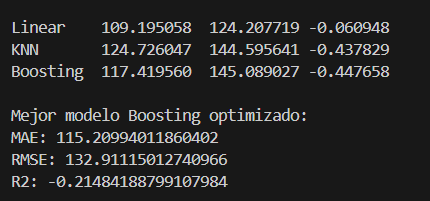 Linear 109.195058 124.207719 -0.060948
KNN 124.726047 144.595641 -0.437829
Boosting 117.419560 145.089027 -0.447658
Mejor modelo Boosting optimizado:
MAE: 115.20994011860402
RMSE: 132.91115012740966
R2: -0.21484188799107984